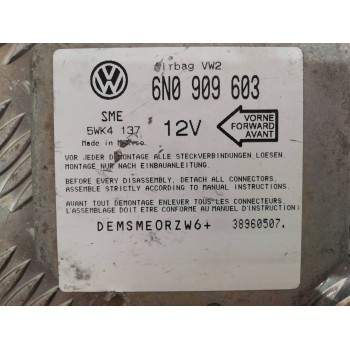 Airbag VW2
6N0 909 603
SME
5WK4 137
Made in Mexico.
12V
VORNE
FORWARD
AVANT
VOR JEDER DEMONTAGE ALLE STECKVERBINDUNGEN LOESEN.
MONTAGE NUR NACH EINBAUANLEITUNG.
BEFORE EVERY DISASSEMBLY, DETACH ALL CONNECTORS,
ASSEMBLE STRICTLY ACCORDING TO MANUAL INSTRUCTIONS.
AVANT TOUT DEMONTAGE ENLEVER TOUS LES CONNECTEURS
L'ASSEMBLAGE DOIT ETRE CONFORME AU MANUEL D'INSTRUCTION
DEMSMEORZW6+
38960507.